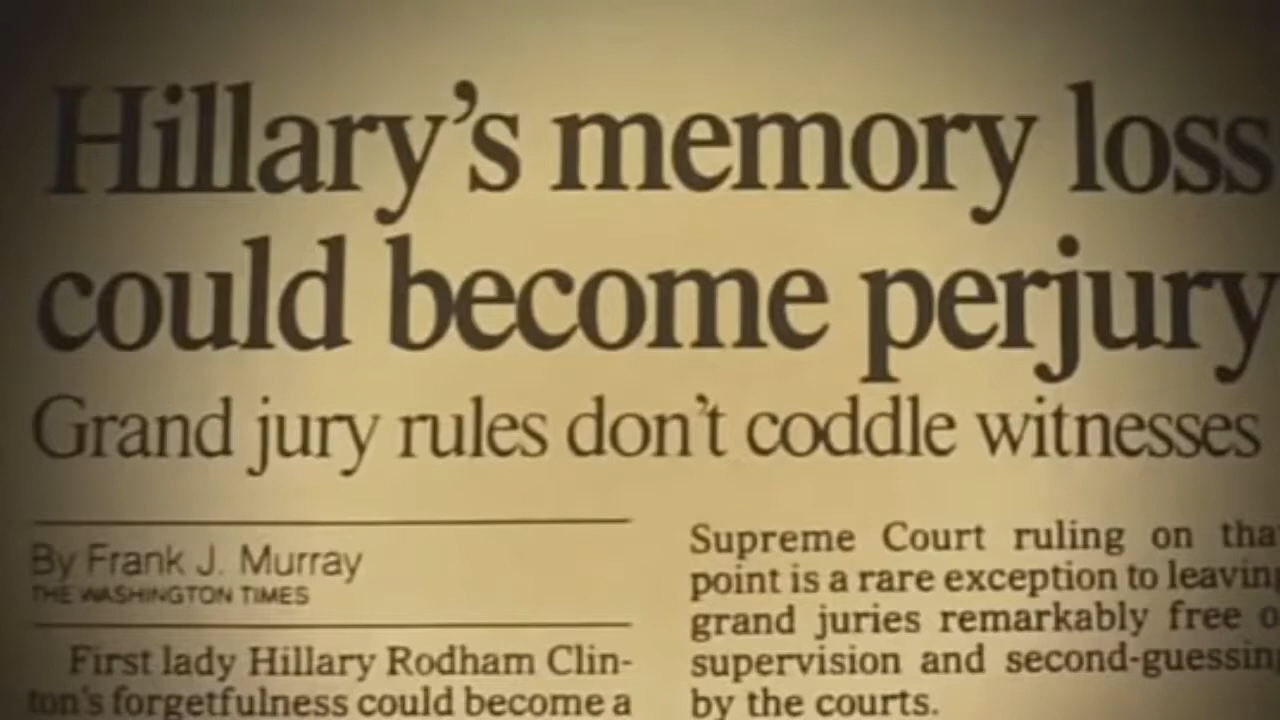 Hillary's memory loss
could become perjury
Grand jury rules don't coddle witnesses
By Frank J. Murray
THE WASHINGTON TIMES
First lady Hillary Rodham Clin-
ton's forgetfulness could become a
Supreme Court ruling on tha
point is a rare exception to leaving
grand juries remarkably free o
supervision and second-guessing
by the courts.